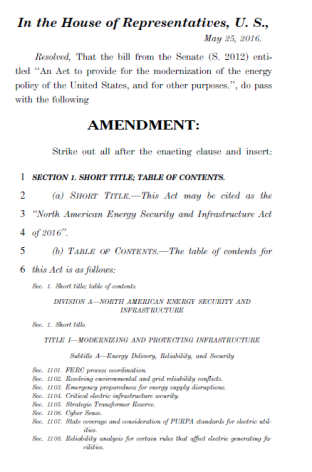 In the House of Representatives, U. S.,
May 25, 2016.
Resolved, That the bill from the Senate (S. 2012) enti-
tled "An Act to provide for the modernization of the energy
policy of the United States, and for other purposes.", do pass
with the following
AMENDMENT:
Strike out all after the enacting clause and insert:
1 SECTION 1. SHORT TITLE; TABLE OF CONTENTS.
2 (a) SHORT TITLE.—This Act may be cited as the
3 "North American Energy Security and Infrastructure Act
4 of 2016".
5 (b) TABLE OF CONTENTS.—The table of contents for
6 this Act is as follows:
Sec. 1. Short title; table of contents.
DIVISION A—NORTH AMERICAN ENERGY SECURITY AND
INFRASTRUCTURE
Sec. 1. Short title.
TITLE I—MODERNIZING AND PROTECTING INFRASTRUCTURE
Subtitle A—Energy Delivery, Reliability, and Security
Sec. 1101. FERC process coordination.
Sec. 1102. Resolving environmental and grid reliability conflicts.
Sec. 1103. Emergency preparedness for energy supply disruptions.
Sec. 1104. Critical electric infrastructure security.
Sec. 1105. Strategic Transformer Reserve.
Sec. 1106. Cyber Sense.
Sec. 1107. State coverage and consideration of PURPA standards for electric util-
ities.
Sec. 1108. Reliability analysis for certain rules that affect electric generating fa-
cilities.